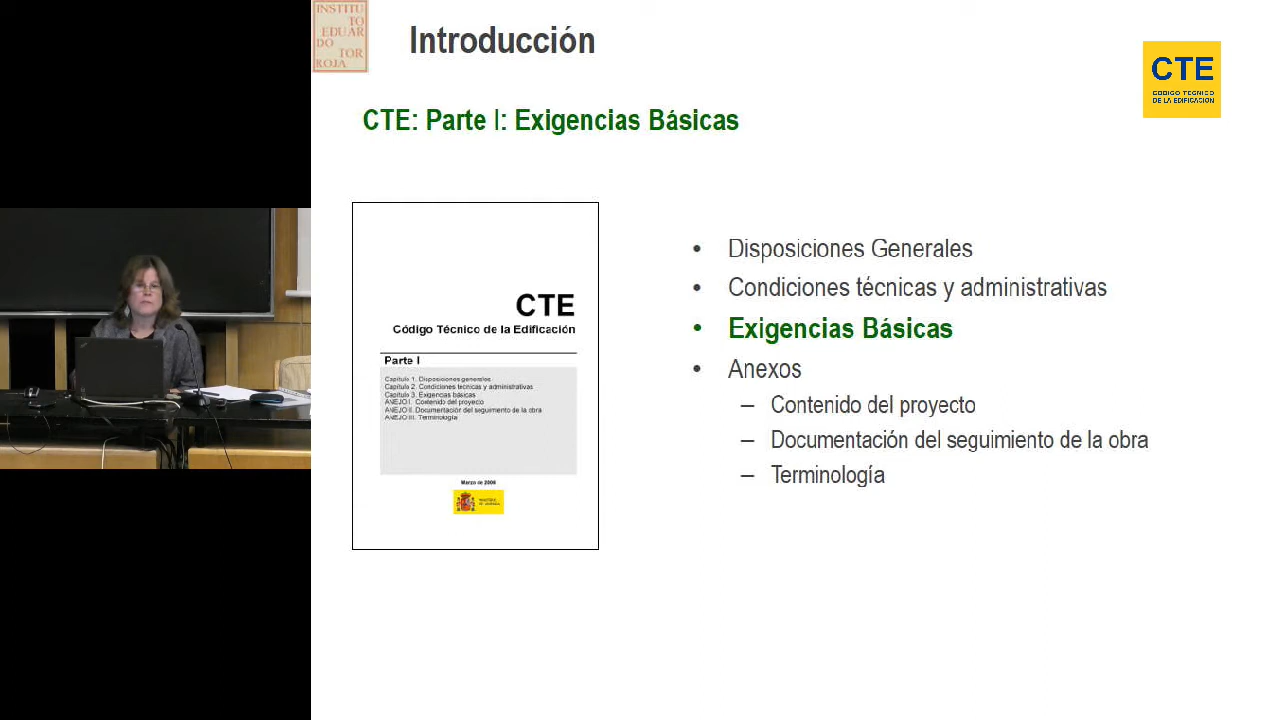 INSTITU
TO
EDUAR
DO
TOR
ROJA
Introducción
CTE
CÓDIGO TÉCNICO
DE LA EDIFICACIÓN
CTE: Parte I: Exigencias Básicas
CTE
Código Técnico de la Edificación
Parte I
Capítulo 1. Disposiciones generales
Capítulo 2. Condiciones técnicas y administrativas
Capítulo 3. Exigencias básicas
ANEJO I. Contenido del proyecto
ANEJO II. Documentación del seguimiento de la obra
ANEJO III. Terminología
Marzo de 2006
MINISTERIO
DE VIVIENDA
• Disposiciones Generales
• Condiciones técnicas y administrativas
• Exigencias Básicas
• Anexos
– Contenido del proyecto
– Documentación del seguimiento de la obra
– Terminología